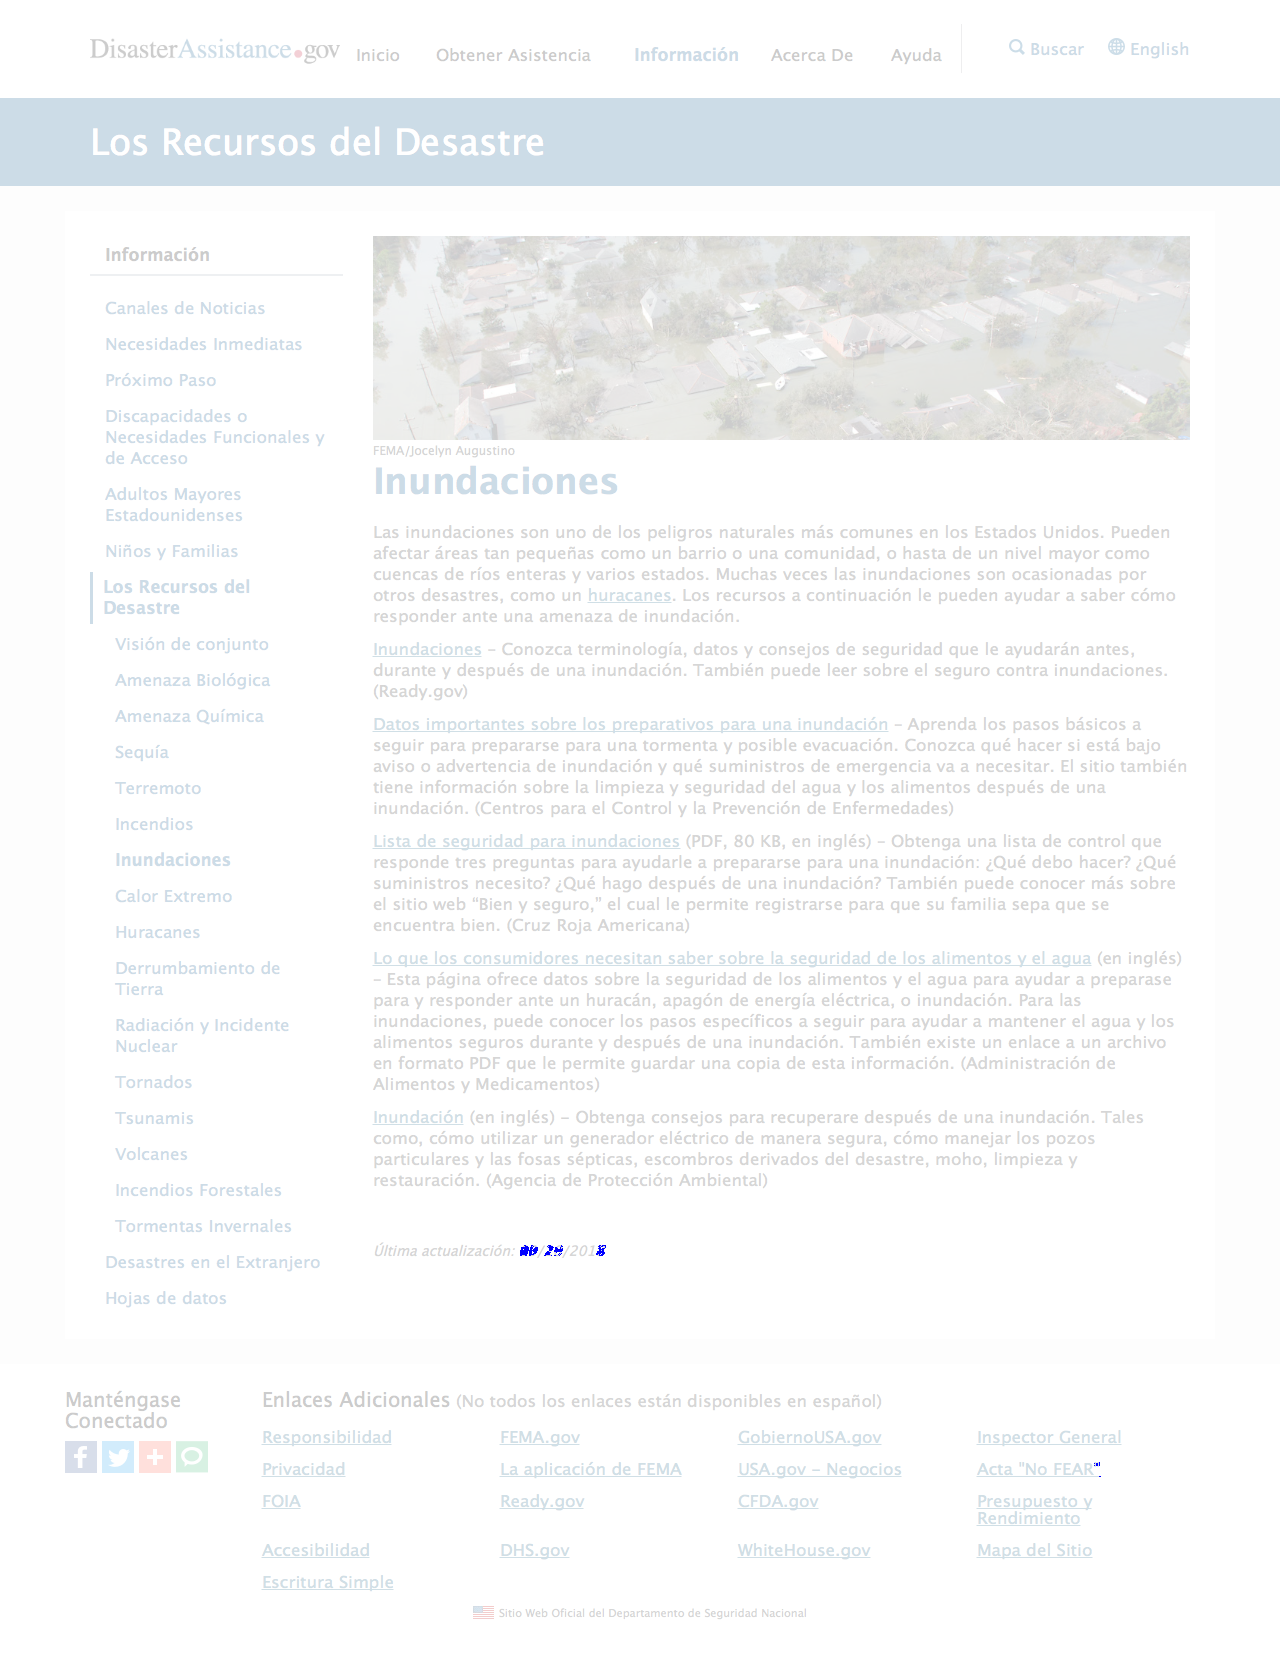 DisasterAssistance.gov Inicio Obtener Asistencia Información Acerca De Ayuda Buscar English
Los Recursos del Desastre
Información
Canales de Noticias
Necesidades Inmediatas
Próximo Paso
Discapacidades o
Necesidades Funcionales y
de Acceso
Adultos Mayores
Estadounidenses
Niños y Familias
Los Recursos del
Desastre
Visión de conjunto
Amenaza Biológica
Amenaza Química
Sequía
Terremoto
Incendios
Inundaciones
Calor Extremo
Huracanes
Derrumbamiento de
Tierra
Radiación y Incidente
Nuclear
Tornados
Tsunamis
Volcanes
Incendios Forestales
Tormentas Invernales
Desastres en el Extranjero
Hojas de datos
FEMA/Jocelyn Augustino
Inundaciones
Las inundaciones son uno de los peligros naturales más comunes en los Estados Unidos. Pueden
afectar áreas tan pequeñas como un barrio o una comunidad, o hasta de un nivel mayor como
cuencas de ríos enteras y varios estados. Muchas veces las inundaciones son ocasionadas por
otros desastres, como un huracanes. Los recursos a continuación le pueden ayudar a saber cómo
responder ante una amenaza de inundación.
Inundaciones – Conozca terminología, datos y consejos de seguridad que le ayudarán antes,
durante y después de una inundación. También puede leer sobre el seguro contra inundaciones.
(Ready.gov)
Datos importantes sobre los preparativos para una inundación – Aprenda los pasos básicos a
seguir para prepararse para una tormenta y posible evacuación. Conozca qué hacer si está bajo
aviso o advertencia de inundación y qué suministros de emergencia va a necesitar. El sitio también
tiene información sobre la limpieza y seguridad del agua y los alimentos después de una
inundación. (Centros para el Control y la Prevención de Enfermedades)
Lista de seguridad para inundaciones (PDF, 80 KB, en inglés) – Obtenga una lista de control que
responde tres preguntas para ayudarle a prepararse para una inundación: ¿Qué debo hacer? ¿Qué
suministros necesito? ¿Qué hago después de una inundación? También puede conocer más sobre
el sitio web “Bien y seguro,” el cual le permite registrarse para que su familia sepa que se
encuentra bien. (Cruz Roja Americana)
Lo que los consumidores necesitan saber sobre la seguridad de los alimentos y el agua (en inglés)
– Esta página ofrece datos sobre la seguridad de los alimentos y el agua para ayudar a preparase
para y responder ante un huracán, apagón de energía eléctrica, o inundación. Para las
inundaciones, puede conocer los pasos específicos a seguir para ayudar a mantener el agua y los
alimentos seguros durante y después de una inundación. También existe un enlace a un archivo
en formato PDF que le permite guardar una copia de esta información. (Administración de
Alimentos y Medicamentos)
Inundación (en inglés) – Obtenga consejos para recuperare después de una inundación. Tales
como, cómo utilizar un generador eléctrico de manera segura, cómo manejar los pozos
particulares y las fosas sépticas, escombros derivados del desastre, moho, limpieza y
restauración. (Agencia de Protección Ambiental)
Última actualización:
Manténgase
Conectado
Enlaces Adicionales (No todos los enlaces están disponibles en español)
Responsibilidad FEMA.gov GobiernoUSA.gov Inspector General
Privacidad La aplicación de FEMA USA.gov - Negocios Acta "No FEAR"
FOIA Ready.gov CFDA.gov Presupuesto y
Rendimiento
Accesibilidad DHS.gov WhiteHouse.gov Mapa del Sitio
Escritura Simple
Sitio Web Oficial del Departamento de Seguridad Nacional